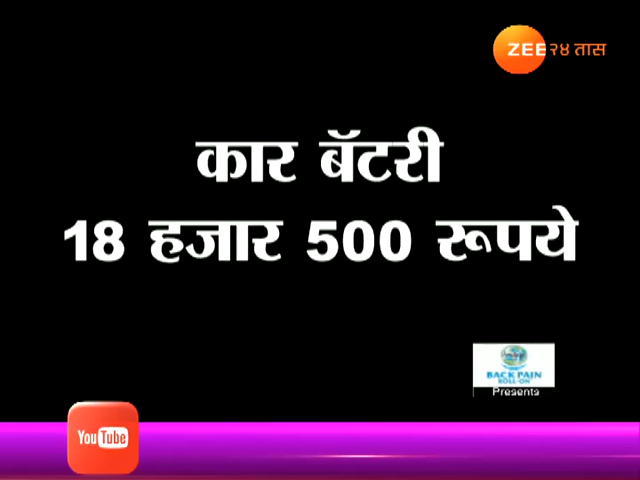 ZEE २४ तास
कार बॅटरी
18 हजार 500 रूपये
BACK PAIN
ROLL-ON
Presents
YouTube